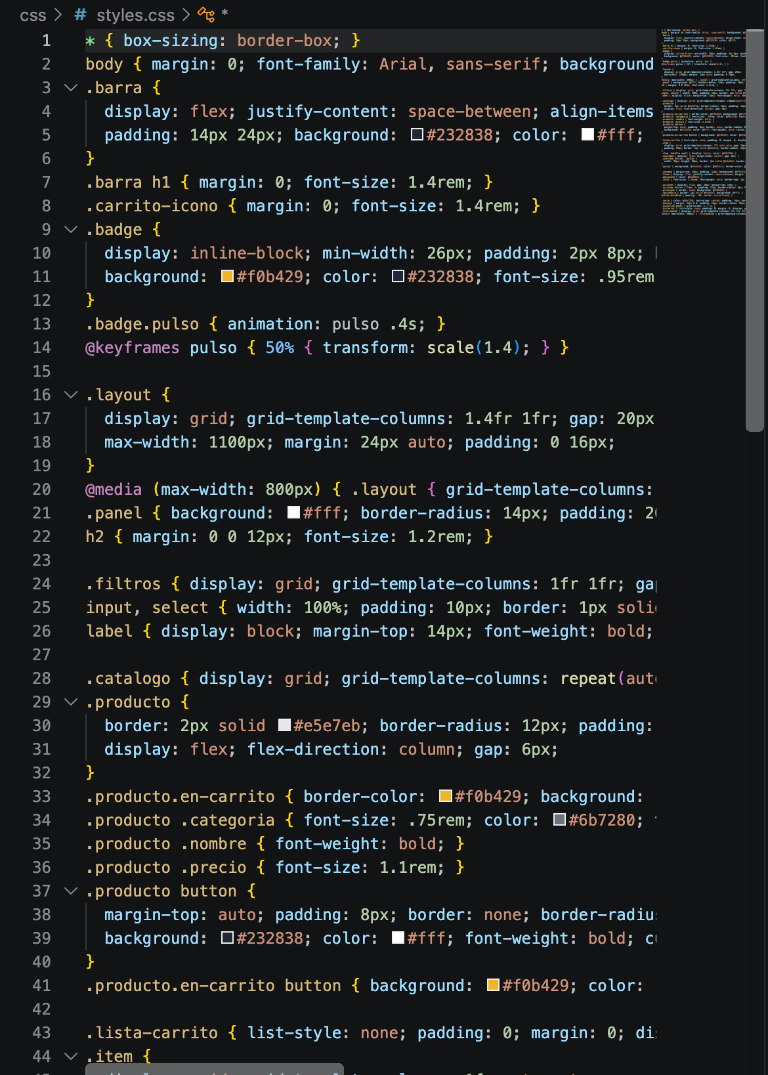 css > # styles.css > *
1 * { box-sizing: border-box; }
2 body { margin: 0; font-family: Arial, sans-serif; background
3 .barra {
4 display: flex; justify-content: space-between; align-items
5 padding: 14px 24px; background: #232838; color: #fff;
6 }
7 .barra h1 { margin: 0; font-size: 1.4rem; }
8 .carrito-icono { margin: 0; font-size: 1.4rem; }
9 .badge {
10 display: inline-block; min-width: 26px; padding: 2px 8px;
11 background: #f0b429; color: #232838; font-size: .95rem
12 }
13 .badge.pulso { animation: pulso .4s; }
14 @keyframes pulso { 50% { transform: scale(1.4); } }
15
16 .layout {
17 display: grid; grid-template-columns: 1.4fr 1fr; gap: 20px
18 max-width: 1100px; margin: 24px auto; padding: 0 16px;
19 }
20 @media (max-width: 800px) { .layout { grid-template-columns:
21 .panel { background: #fff; border-radius: 14px; padding: 2
22 h2 { margin: 0 0 12px; font-size: 1.2rem; }
23
24 .filtros { display: grid; grid-template-columns: 1fr 1fr; ga
25 input, select { width: 100%; padding: 10px; border: 1px soli
26 label { display: block; margin-top: 14px; font-weight: bold;
27
28 .catalogo { display: grid; grid-template-columns: repeat(aut
29 .producto {
30 border: 2px solid #e5e7eb; border-radius: 12px; padding:
31 display: flex; flex-direction: column; gap: 6px;
32 }
33 .producto.en-carrito { border-color: #f0b429; background:
34 .producto .categoria { font-size: .75rem; color: #6b7280;
35 .producto .nombre { font-weight: bold; }
36 .producto .precio { font-size: 1.1rem; }
37 .producto button {
38 margin-top: auto; padding: 8px; border: none; border-radiu
39 background: #232838; color: #fff; font-weight: bold; c
40 }
41 .producto.en-carrito button { background: #f0b429; color:
42
43 .lista-carrito { list-style: none; padding: 0; margin: 0; di
44 .item {